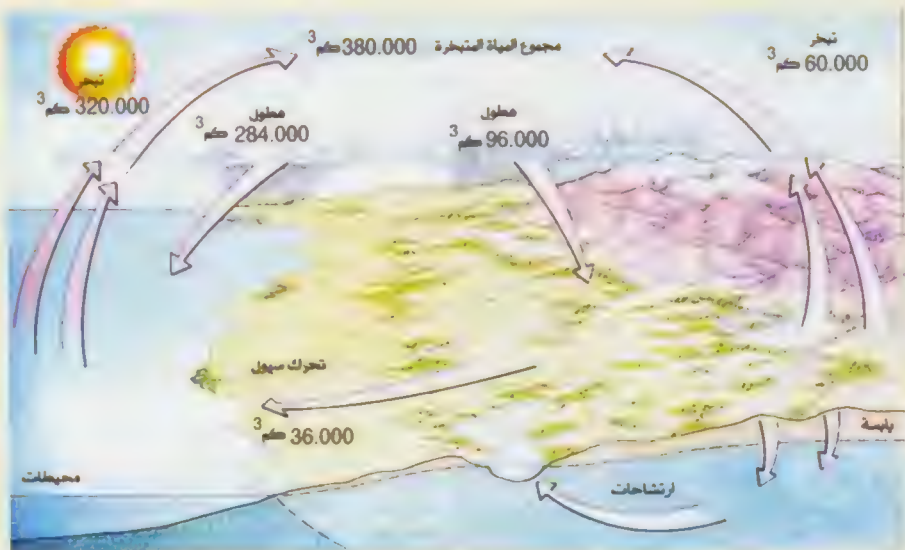 تبخر
60.000 كم3
مجموع المياة المتبخرة 380.000 كم3
تبخر
320.000 كم3
هطول
96.000 كم3
هطول
284.000 كم3
تحرك سيول
36.000 كم3
يابسة
ارتشاحات
محيطات